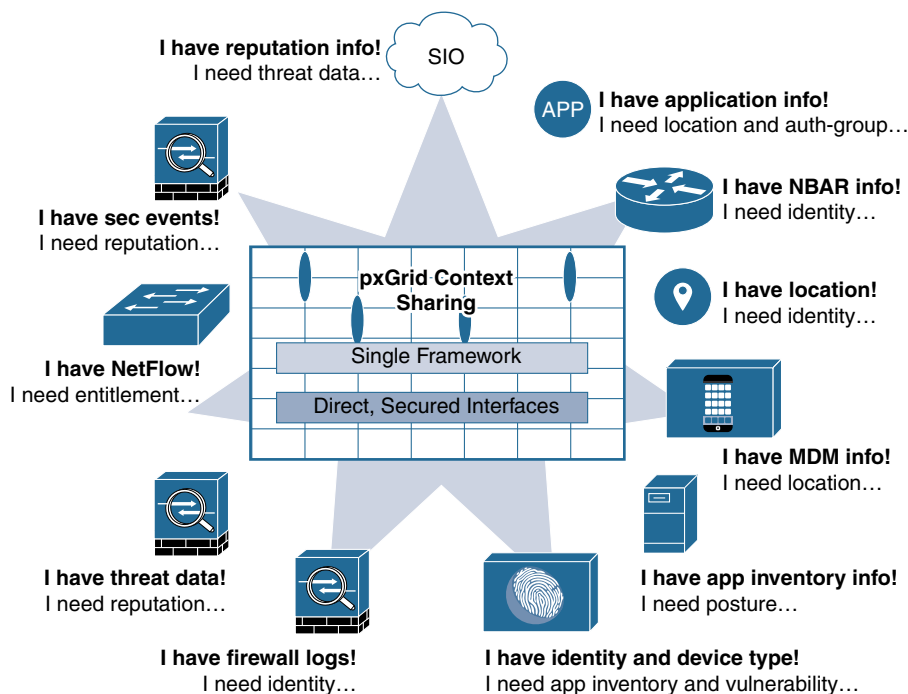 I have reputation info!
I need threat data…
SIO
APP
I have application info!
I need location and auth-group…
I have NBAR info!
I need identity…
I have sec events!
I need reputation…
pxGrid Context
Sharing
I have location!
I need identity…
Single Framework
I have NetFlow!
I need entitlement…
Direct, Secured Interfaces
I have MDM info!
I need location…
I have threat data!
I need reputation…
I have app inventory info!
I need posture…
I have firewall logs!
I need identity…
I have identity and device type!
I need app inventory and vulnerability…